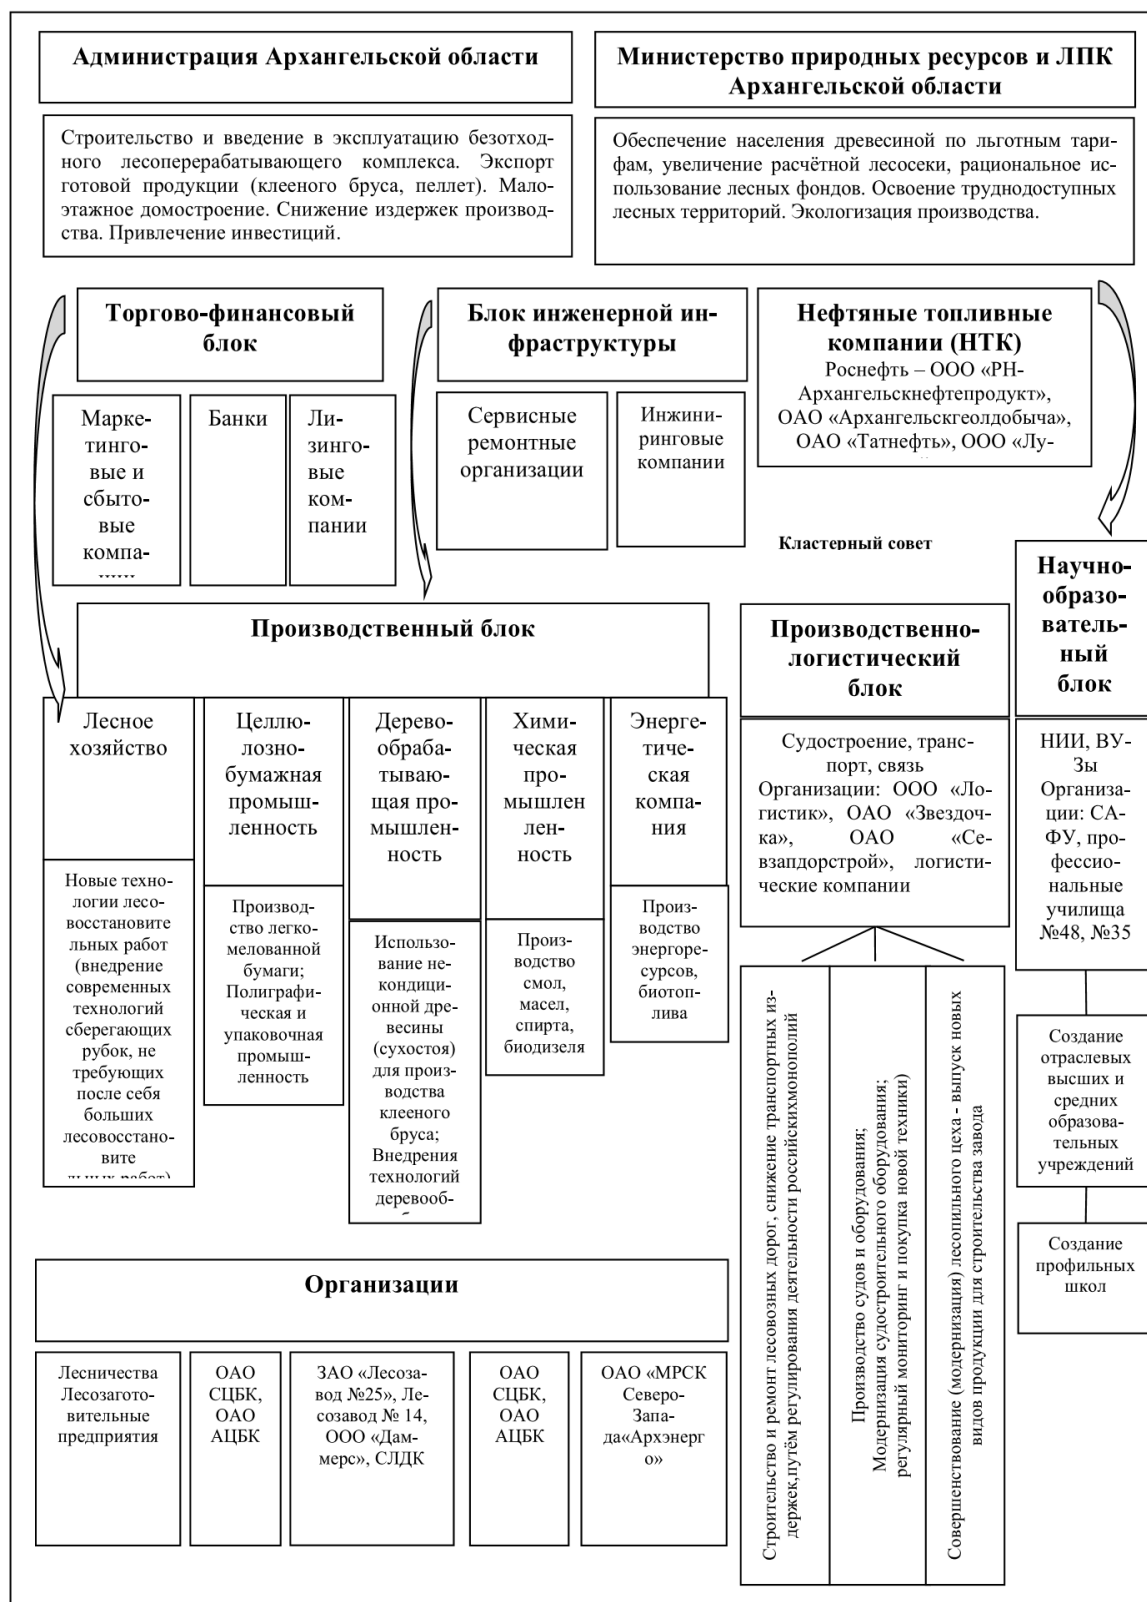 Администрация Архангельской области
Министерство природных ресурсов и ЛПК
Архангельской области
Строительство и введение в эксплуатацию безотход-
ного лесоперерабатывающего комплекса. Экспорт
готовой продукции (клееного бруса, пеллет). Мало-
этажное домостроение. Снижение издержек производ-
ства. Привлечение инвестиций.
Обеспечение населения древесиной по льготным тари-
фам, увеличение расчётной лесосеки, рациональное ис-
пользование лесных фондов. Освоение труднодоступных
лесных территорий. Экологизация производства.
Торгово-финансовый
блок
Марке-
тинго-
вые и
сбыто-
вые
компа-
Банки
Ли-
зинго-
вые
ком-
пании
Блок инженерной ин-
фраструктуры
Сервисные
ремонтные
организации
Инжини-
ринговые
компании
Нефтяные топливные
компании (НТК)
Роснефть – ООО «РН-
Архангельскнефтепродукт»,
ОАО «Архангельскгеолдобыча»,
ОАО «Татнефть», ООО «Лу-
Кластерный совет
Производственный блок
Лесное
хозяйство
Целлю-
лозно-
бумажная
промыш-
ленность
Дерево-
обраба-
тываю-
щая про-
мышлен-
ность
Хими-
ческая
про-
мышлен
лен-
ность
Энерге-
тиче-
ская
компа-
ния
Новые техно-
логии лесо-
восстановите
льных работ
(внедрение
современных
технологий
сберегающих
рубок, не
требующих
после себя
больших
лесовосстано-
вите
льных работ)
Производ-
ство легко-
мелованной
бумаги;
Полиграфи-
ческая и
упаковочная
промыш-
ленность
Использо-
вание не-
кондици-
онной дре-
весины
(сухостоя)
для произ-
водства
клееного
бруса;
Внедрения
технологий
деревооб-
Произ-
водство
смол,
масел,
спирта,
биодизеля
Произ-
водство
энергоре-
сурсов,
биотоп-
лива
Производственно-
логистический
блок
Судостроение, транс-
порт, связь
Организации: ООО «Ло-
гистик», ОАО «Звездоч-
ка», ОАО «Се-
взапдорстрой», логисти-
ческие компании
Строительство и ремонт лесовозных дорог, снижение транспортных из-
держек,путём регулирования деятельности российскихмонополий
Производство судов и оборудования;
Модернизация судостроительного оборудования;
регулярный мониторинг и покупка новой техники)
Совершенствование (модернизация) лесопильного цеха - выпуск новых
видов продукции для строительства завода
Научно-
образо-
ватель-
ный
блок
НИИ, ВУ-
Зы
Организа-
ции: СА-
ФУ, про-
фессио-
нальные
училища
№48, №35
Создание
отраслевых
высших и
средних
образова-
тельных
учреждений
Создание
профильных
школ
Организации
Лесничества
Лесозагото-
вительные
предприятия
ОАО
СЦБК,
ОАО
АЦБК
ЗАО «Лесоза-
вод №25», Ле-
созавод № 14,
ООО «Дам-
мерс», СЛДК
ОАО
СЦБК,
ОАО
АЦБК
ОАО «МРСК
Северо-
Запа-
да«Архэнерг
о»